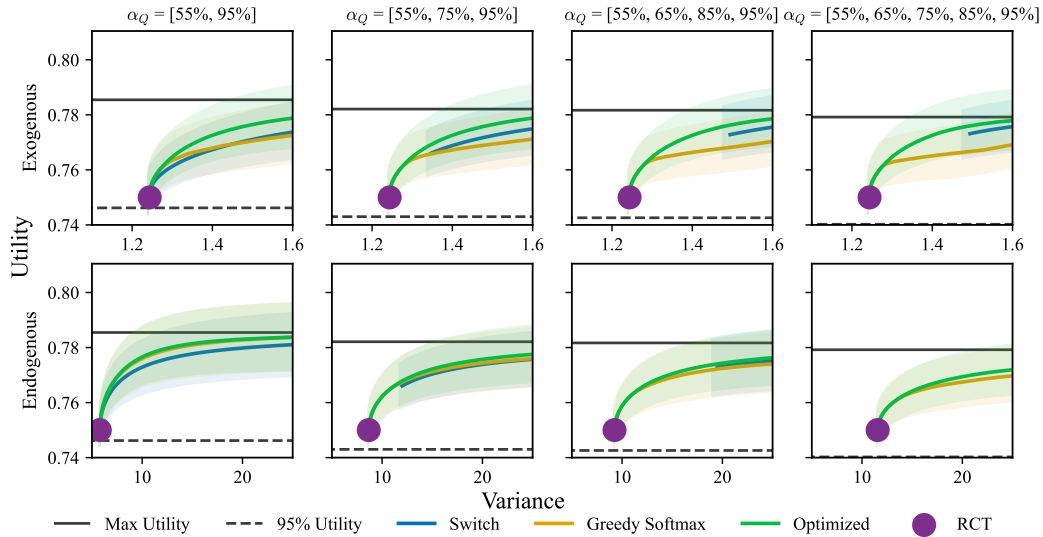 α_Q = [55%, 95%]
α_Q = [55%, 75%, 95%]
α_Q = [55%, 65%, 85%, 95%]
α_Q = [55%, 65%, 75%, 85%, 95%]
Utility
Exogenous
0.80
0.78
0.76
0.74
1.2 1.4 1.6
1.2 1.4 1.6
1.2 1.4 1.6
1.2 1.4 1.6
Endogenous
0.80
0.78
0.76
0.74
10 20
10 20
10 20
10 20
Variance
Max Utility
95% Utility
Switch
Greedy Softmax
Optimized
RCT